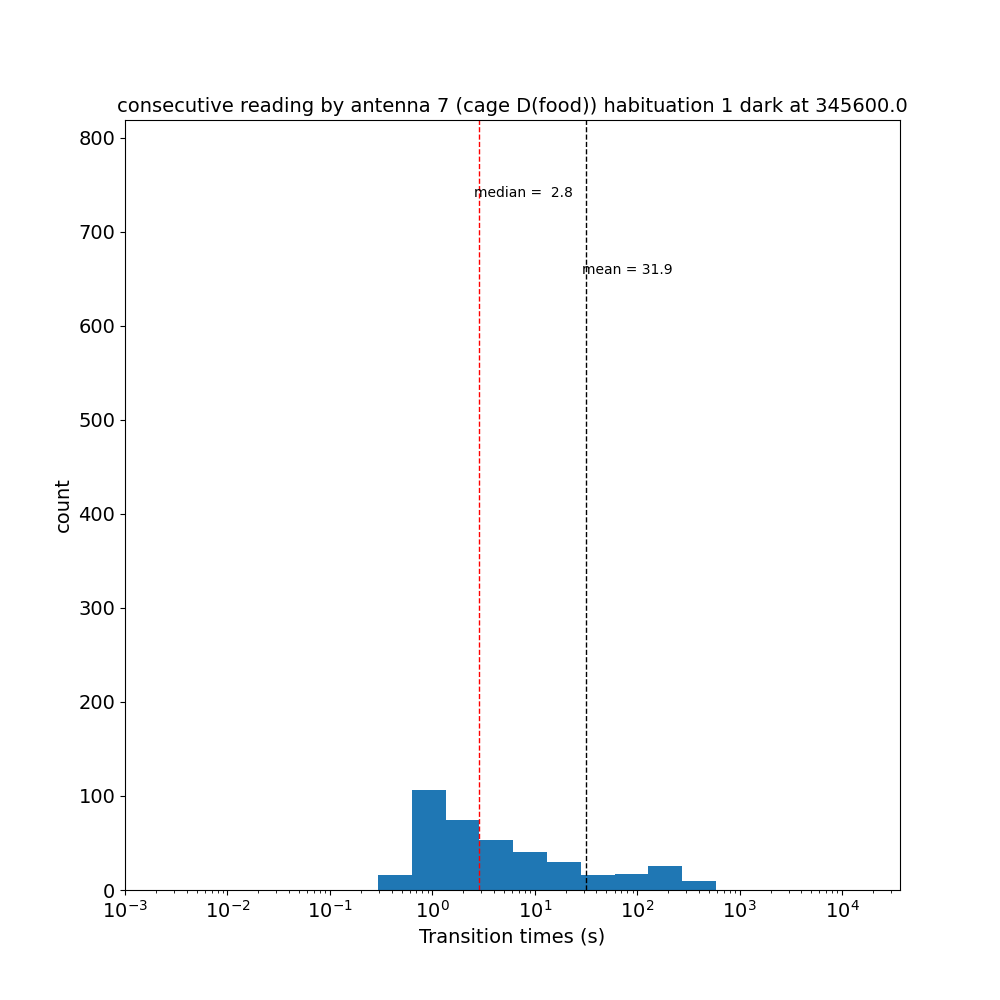 consecutive reading by antenna 7 (cage D(food)) habituation 1 dark at 345600.0
800
median =  2.8
700
mean = 31.9
600
500
400
count
300
200
100
0
10⁻³ 10⁻² 10⁻¹ 10⁰ 10¹ 10² 10³ 10⁴
Transition times (s)